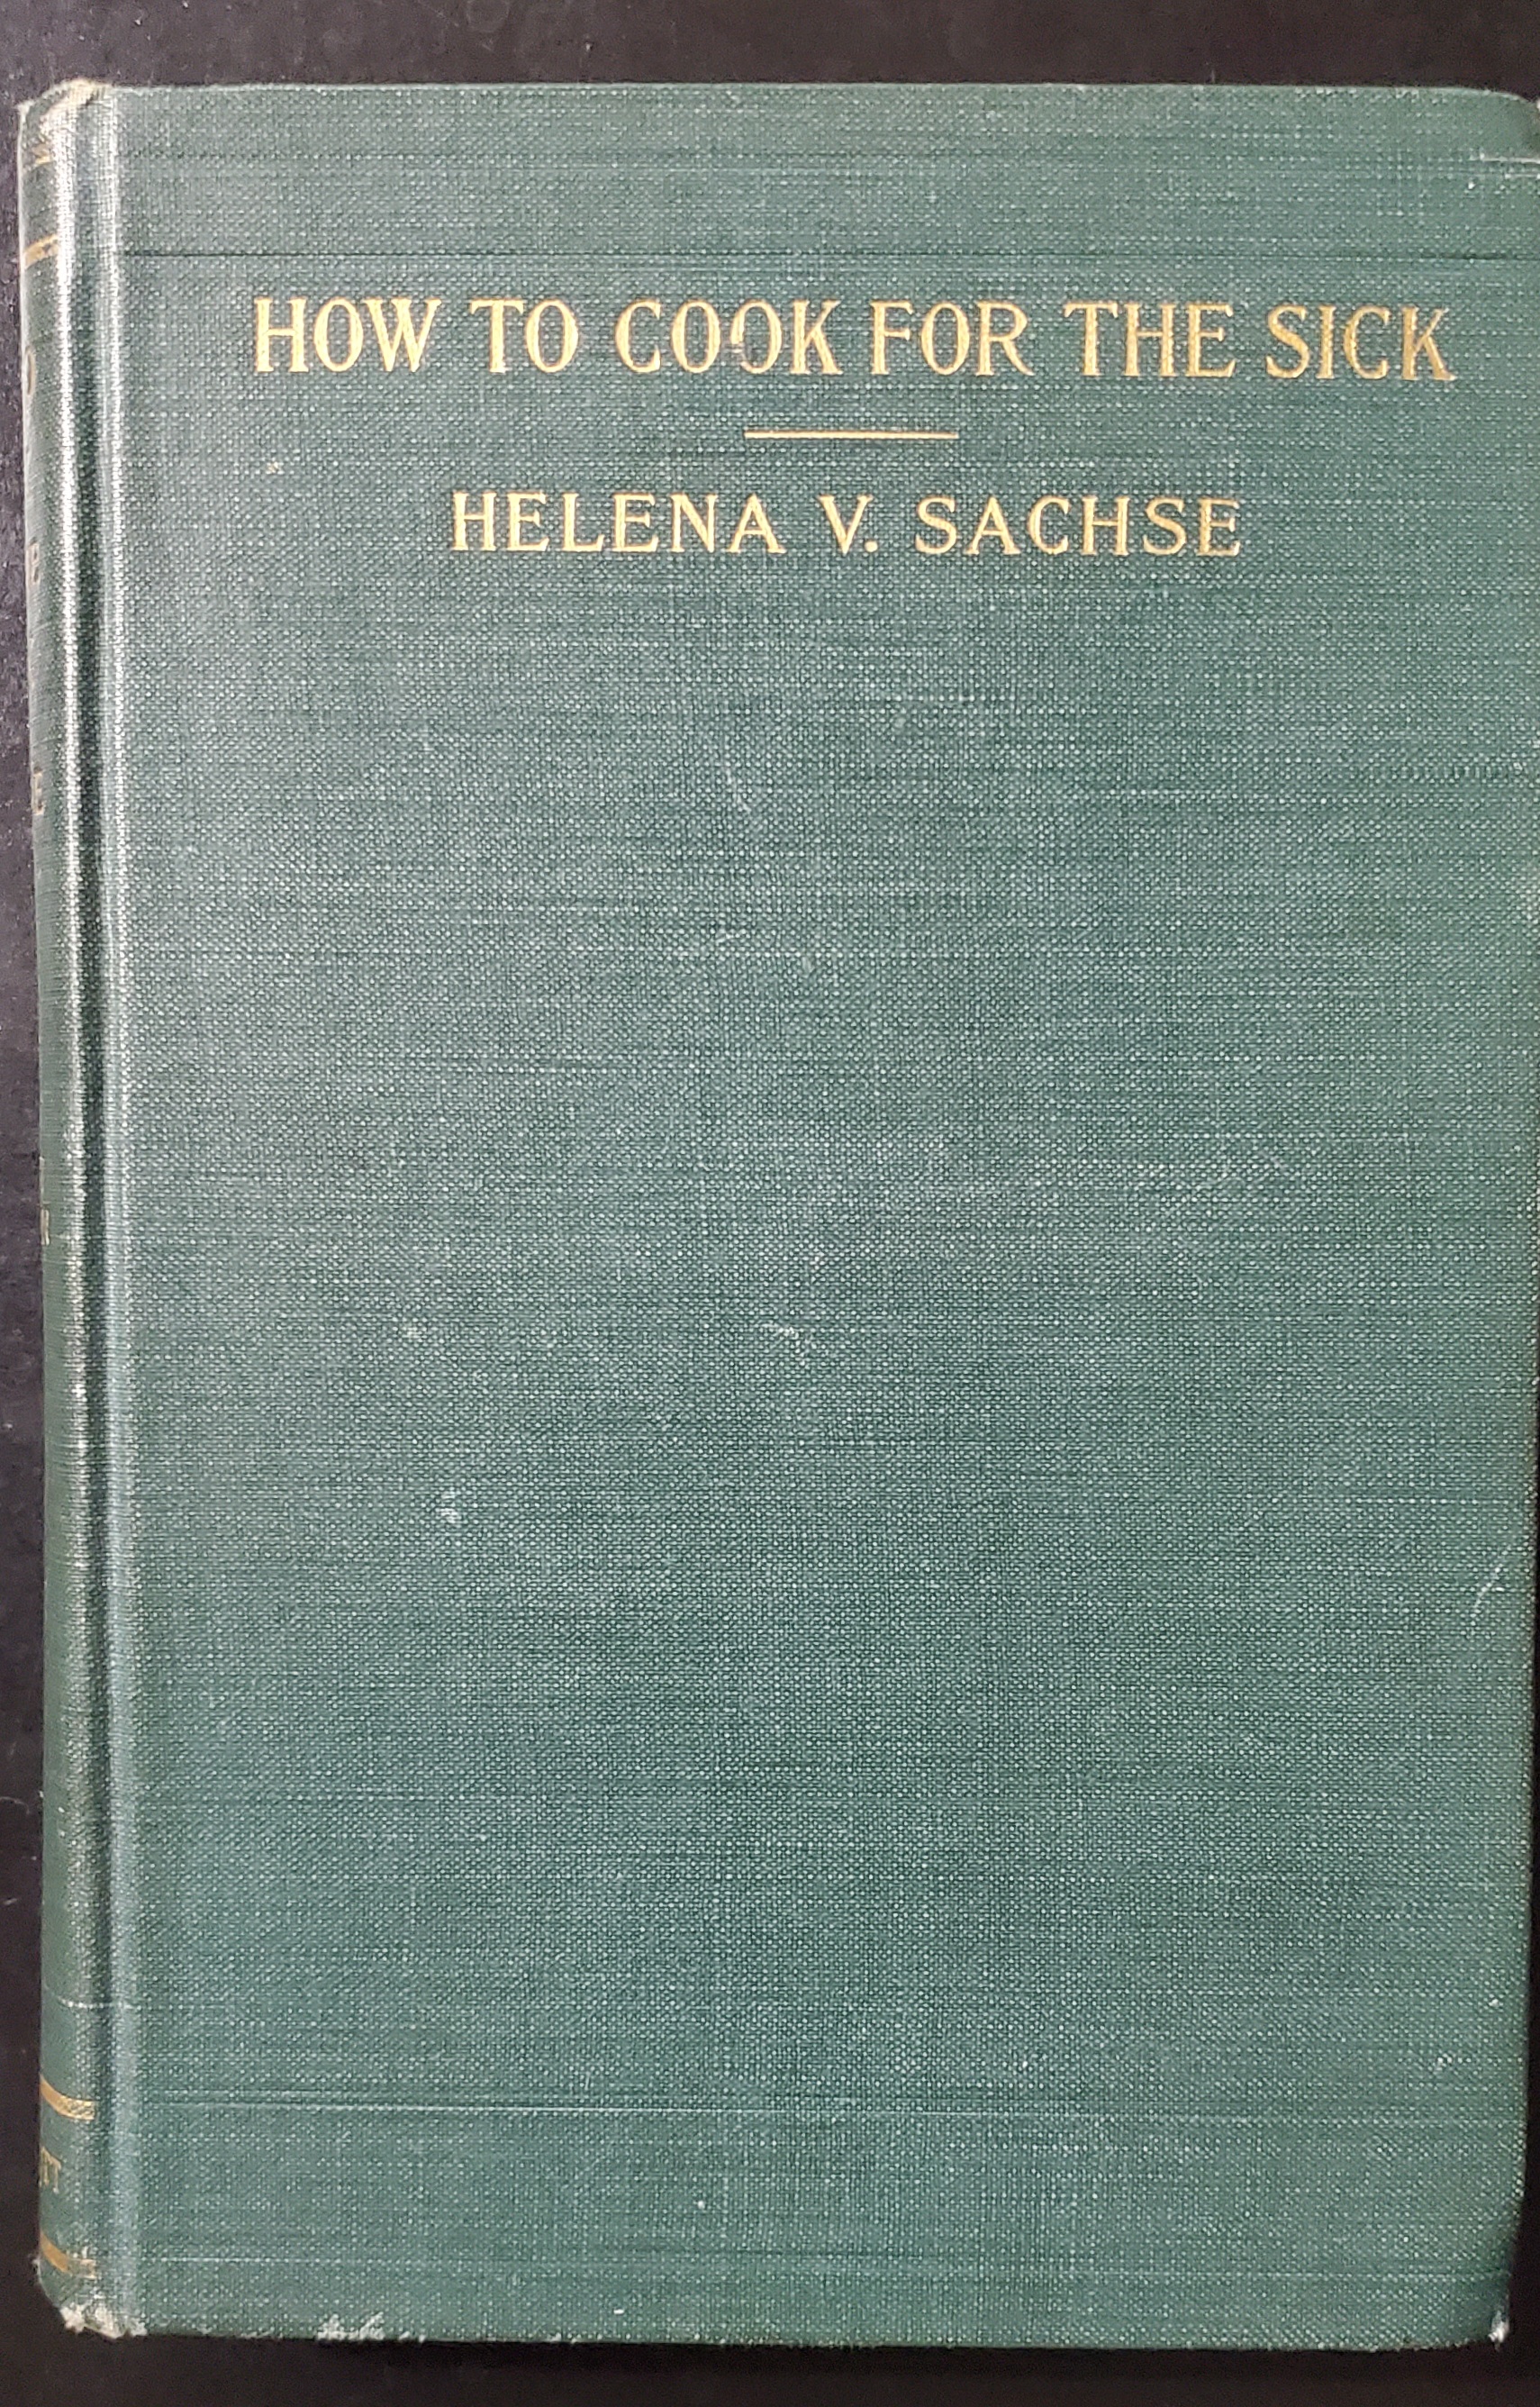 HOW TO COOK FOR THE SICK
HELENA V. SACHSE